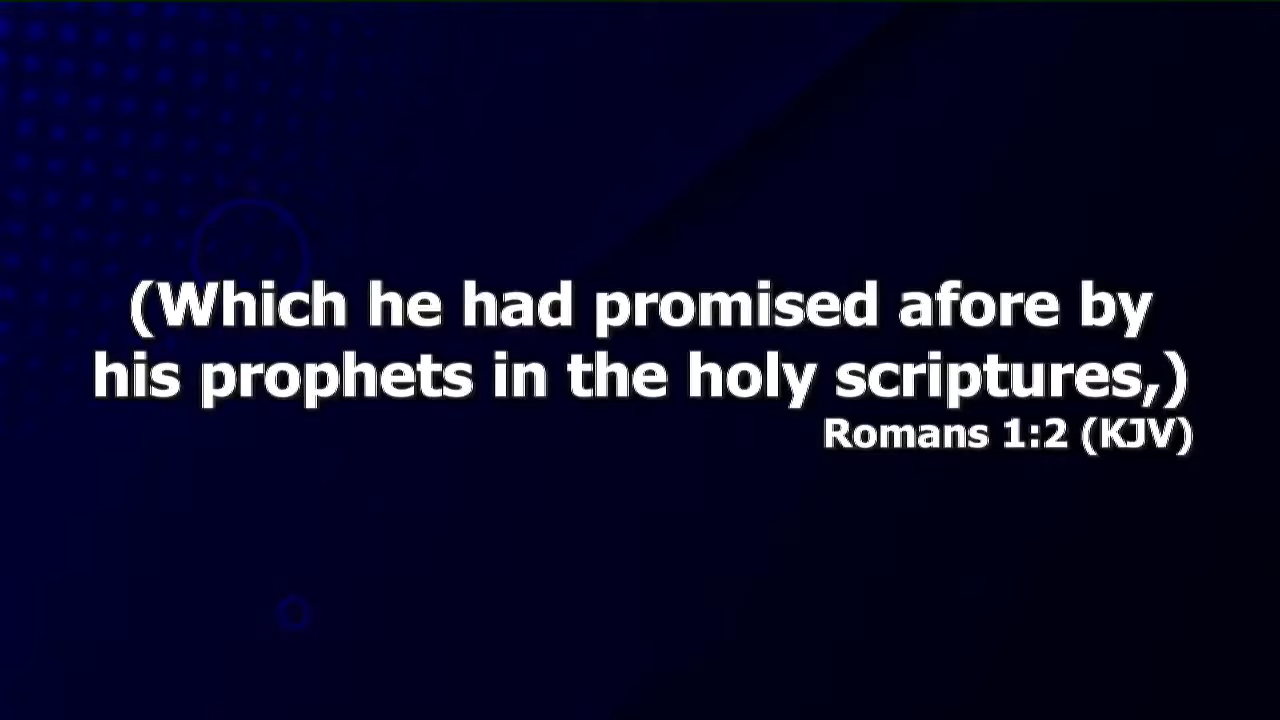 (Which he had promised afore by
his prophets in the holy scriptures,)
Romans 1:2 (KJV)